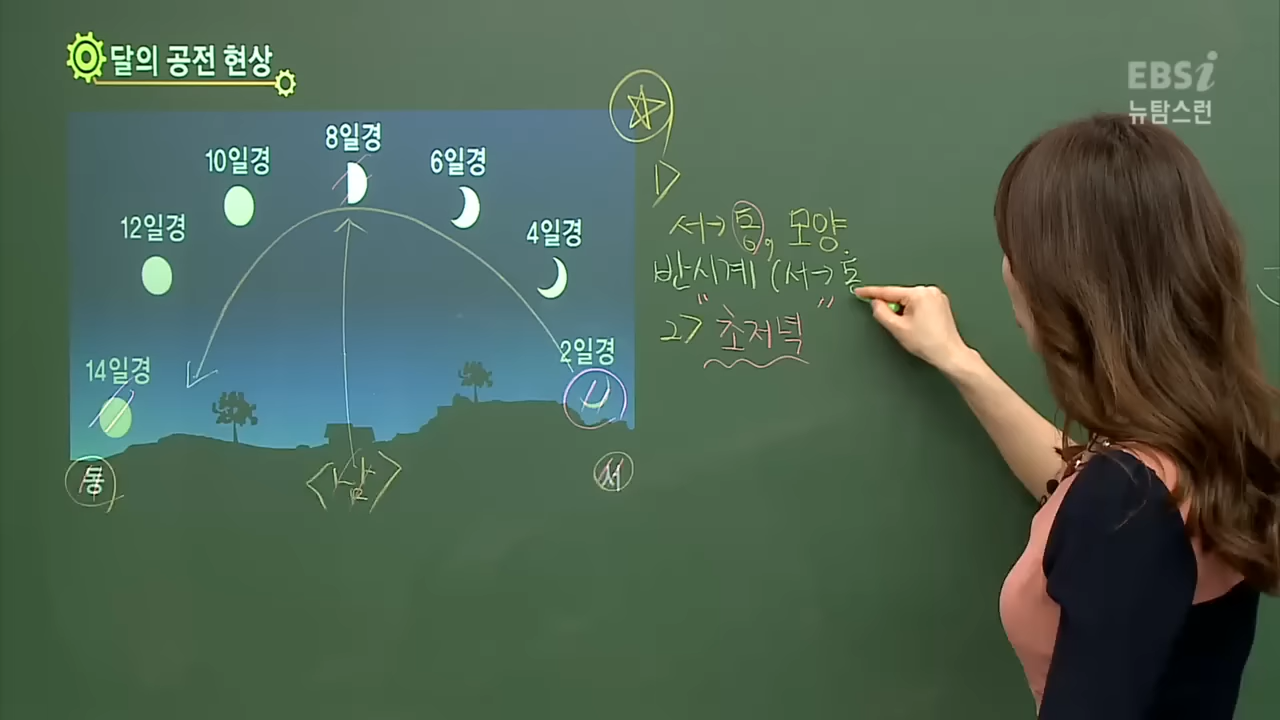 달의 공전 현상
EBSi
뉴탐스런
8일경
10일경
6일경
12일경
4일경
14일경
2일경
동
<남>
서
서→동, 모양.
반시계 (서→동
2> "초저녁"